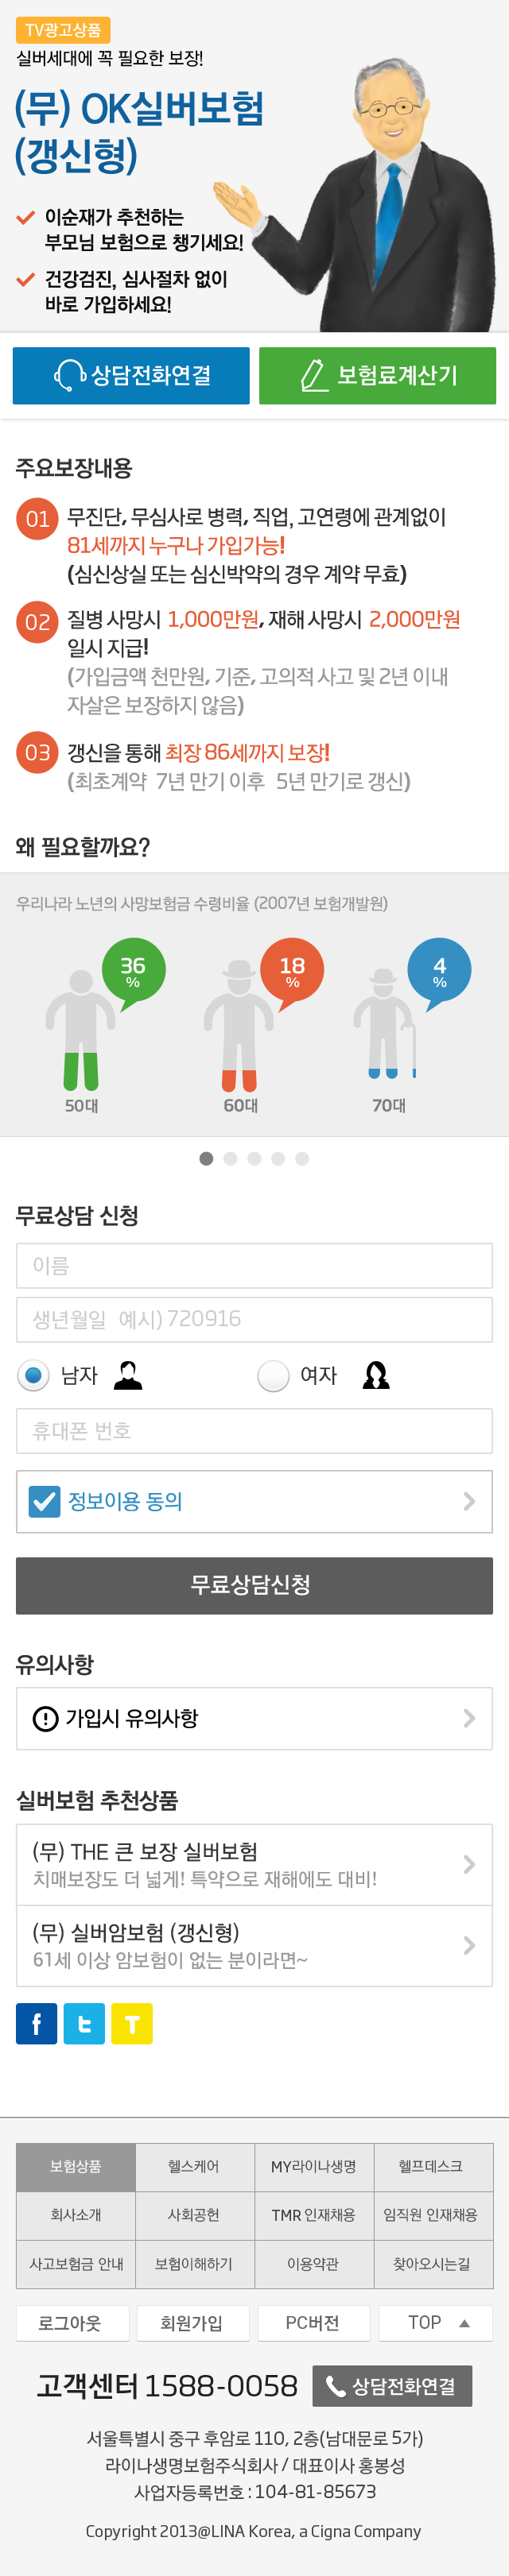 TV광고상품
실버세대에 꼭 필요한 보장!
(무) OK실버보험
(갱신형)
이순재가 추천하는
부모님 보험으로 챙기세요!
건강검진, 심사절차 없이
바로 가입하세요!
상담전화연결
보험료계산기
주요보장내용
01 무진단, 무심사로 병력, 직업, 고연령에 관계없이
81세까지 누구나 가입가능!
(심신상실 또는 심신박약의 경우 계약 무효)
02 질병 사망시 1,000만원, 재해 사망시 2,000만원
일시 지급!
(가입금액 천만원, 기준, 고의적 사고 및 2년 이내
자살은 보장하지 않음)
03 갱신을 통해 최장 86세까지 보장!
(최초계약 7년 만기 이후 5년 만기로 갱신)
왜 필요할까요?
우리나라 노년의 사망보험금 수령비율 (2007년 보험개발원)
36 % 18 % 4 %
50대 60대 70대
무료상담 신청
이름
생년월일 예시) 720916
남자 여자
휴대폰 번호
정보이용 동의
무료상담신청
유의사항
가입시 유의사항
실버보험 추천상품
(무) THE 큰 보장 실버보험
치매보장도 더 넓게! 특약으로 재해에도 대비!
(무) 실버암보험 (갱신형)
61세 이상 암보험이 없는 분이라면~
f t T
보험상품 헬스케어 MY라이나생명 헬프데스크
회사소개 사회공헌 TMR 인재채용 임직원 인재채용
사고보험금 안내 보험이해하기 이용약관 찾아오시는길
로그아웃 회원가입 PC버전 TOP
고객센터 1588-0058 상담전화연결
서울특별시 중구 후암로 110, 2층(남대문로 5가)
라이나생명보험주식회사 / 대표이사 홍봉성
사업자등록번호 : 104-81-85673
Copyright 2013@LINA Korea, a Cigna Company